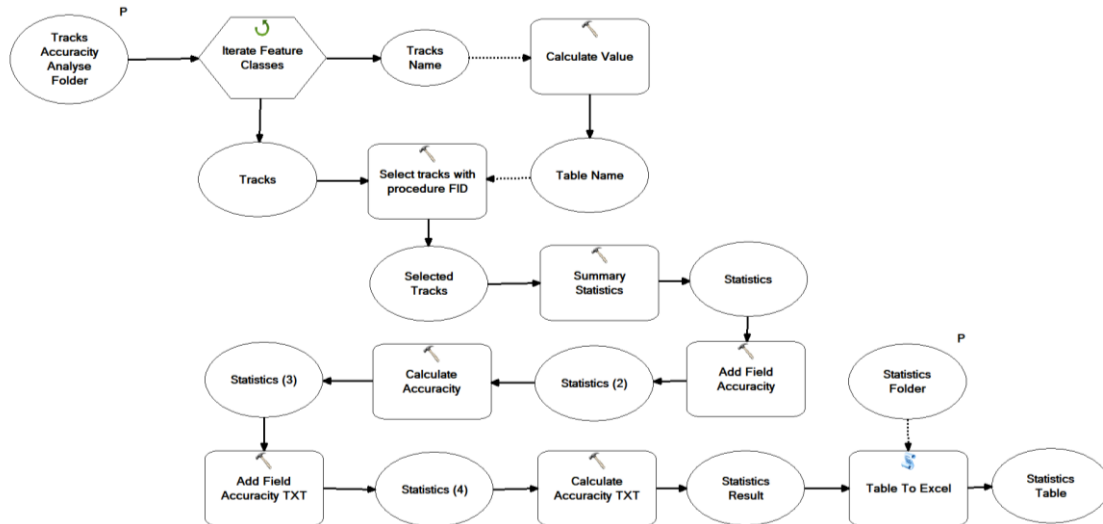 P
Tracks
Accuracity
Analyse
Folder
Iterate Feature
Classes
Tracks
Name
Calculate Value
Tracks
Select tracks with
procedure FID
Table Name
Selected
Tracks
Summary
Statistics
Statistics
P
Statistics (3)
Calculate
Accuracity
Statistics (2)
Add Field
Accuracity
Statistics
Folder
Add Field
Accuracity TXT
Statistics (4)
Calculate
Accuracity TXT
Statistics
Result
Table To Excel
Statistics
Table